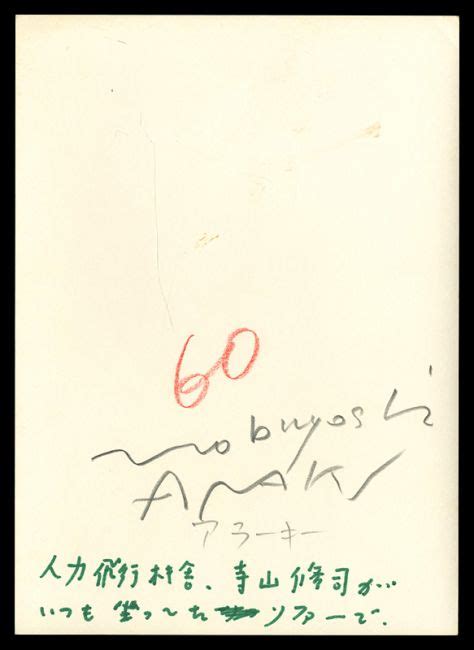 60
Nobuyoshi
ARAKI
アラーキー
人力飛行机舎、寺山修司が
いつも坐ってたソファーで.